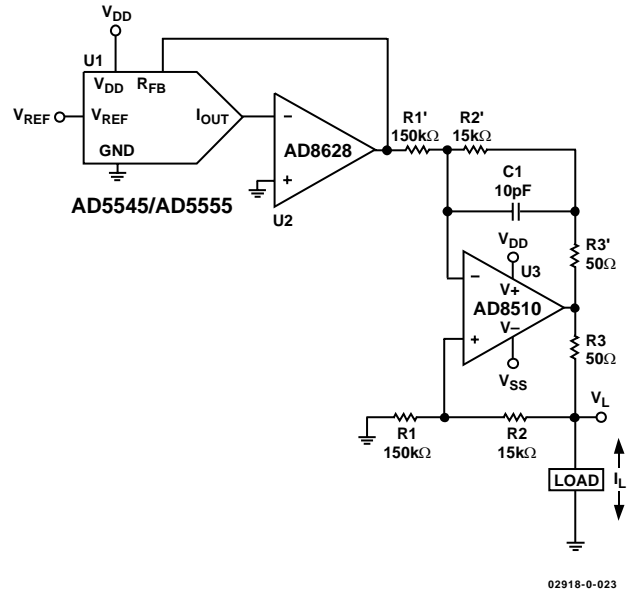 VDD
U1
VDD RFB
VREF VREF IOUT
GND
AD5545/AD5555
− AD8628 +
U2
R1' R2'
150kΩ 15kΩ
C1
10pF
R3'
50Ω
VDD
U3
− V+
AD8510
+ V−
VSS
R3
50Ω
VL
R1 R2
150kΩ 15kΩ
LOAD IL
02918-0-023